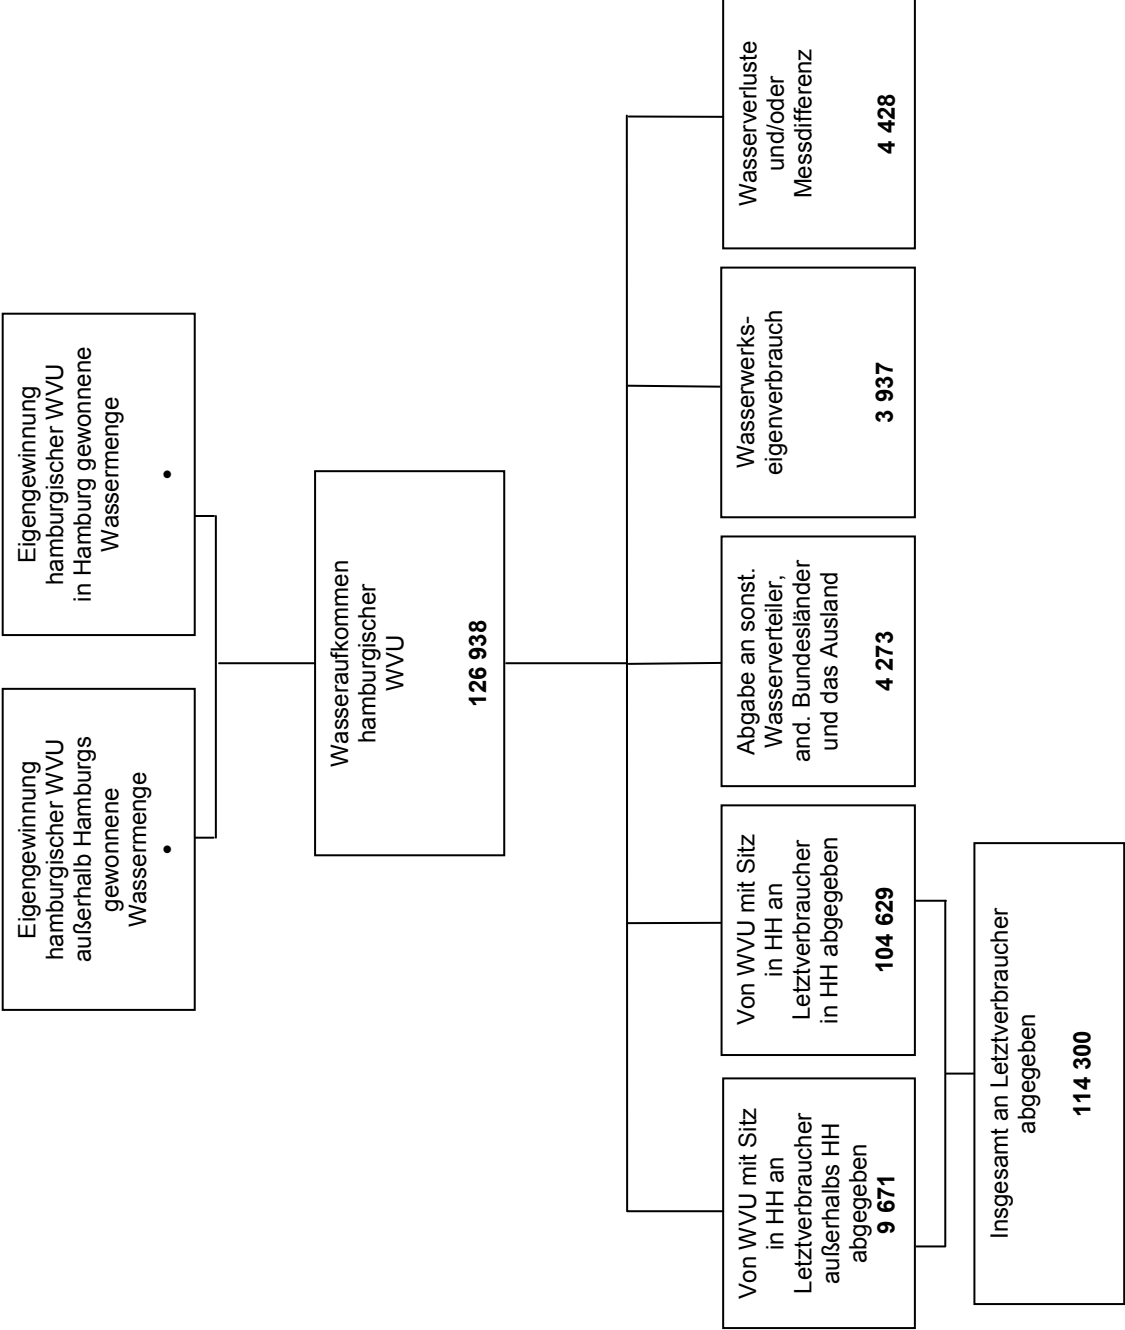 Eigengewinnung
hamburgischer WVU
außerhalb Hamburgs
gewonnene
Wassermenge
•
Eigengewinnung
hamburgischer WVU
in Hamburg gewonnene
Wassermenge
•
Wasseraufkommen
hamburgischer
WVU
126 938
Von WVU mit Sitz
in HH an
Letztverbraucher
außerhalbs HH
abgegeben
9 671
Von WVU mit Sitz
in HH an
Letztverbraucher
in HH abgegeben
104 629
Abgabe an sonst.
Wasserverteiler,
and. Bundesländer
und das Ausland
4 273
Wasserwerks-
eigenverbrauch
3 937
Wasserverluste
und/oder
Messdifferenz
4 428
Insgesamt an Letztverbraucher
abgegeben
114 300